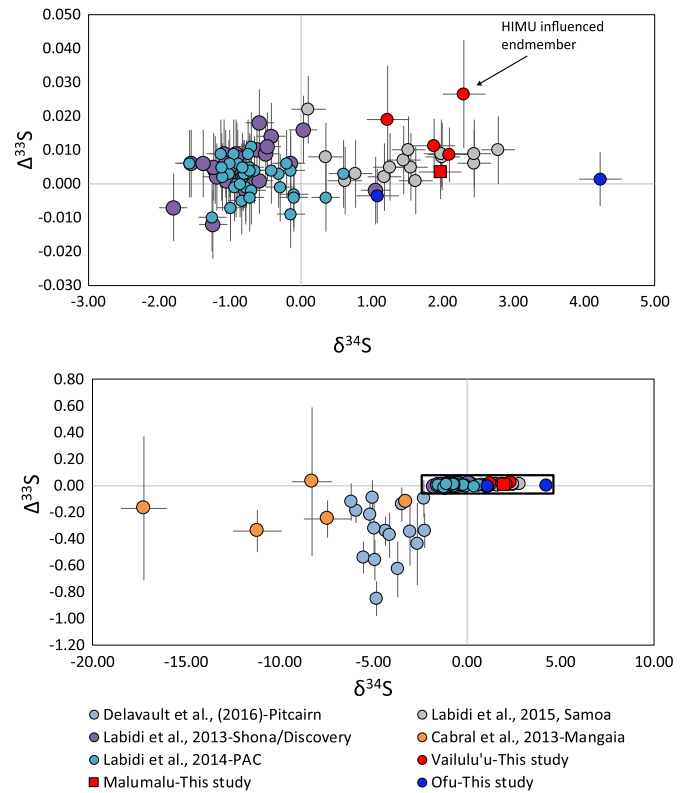 0.050
0.040
0.030
0.020
0.010
0.000
-0.010
-0.020
-0.030
Δ³³S
HIMU influenced
endmember
-3.00 -2.00 -1.00 0.00 1.00 2.00 3.00 4.00 5.00
δ³⁴S
0.80
0.60
0.40
0.20
0.00
-0.20
-0.40
-0.60
-0.80
-1.00
-1.20
Δ³³S
-20.00 -15.00 -10.00 -5.00 0.00 5.00 10.00
δ³⁴S
Delavault et al., (2016)-Pitcairn
Labidi et al., 2015, Samoa
Labidi et al., 2013-Shona/Discovery
Cabral et al., 2013-Mangaia
Labidi et al., 2014-PAC
Vailulu'u-This study
Malumalu-This study
Ofu-This study